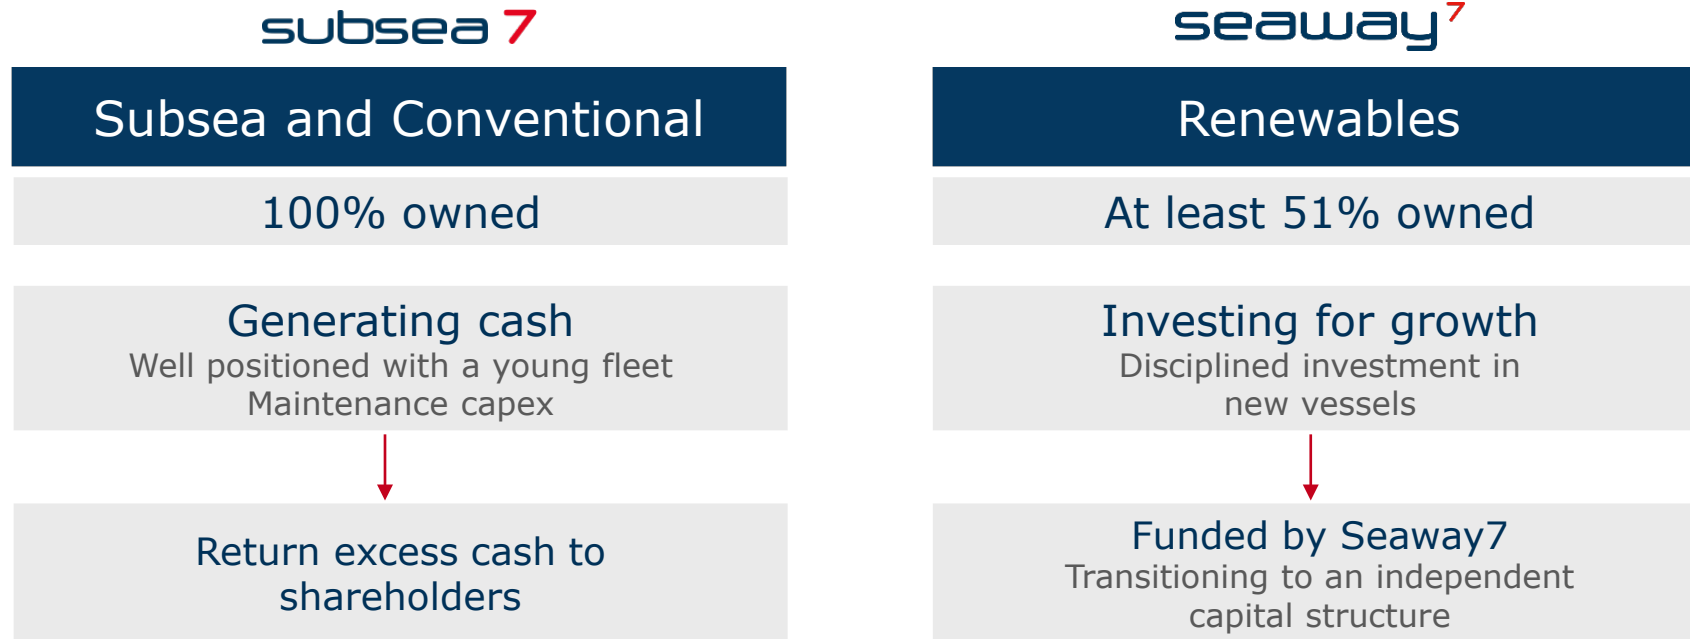 subsea 7
Subsea and Conventional
100% owned
Generating cash
Well positioned with a young fleet
Maintenance capex
Return excess cash to
shareholders
seaway7
Renewables
At least 51% owned
Investing for growth
Disciplined investment in
new vessels
Funded by Seaway7
Transitioning to an independent
capital structure